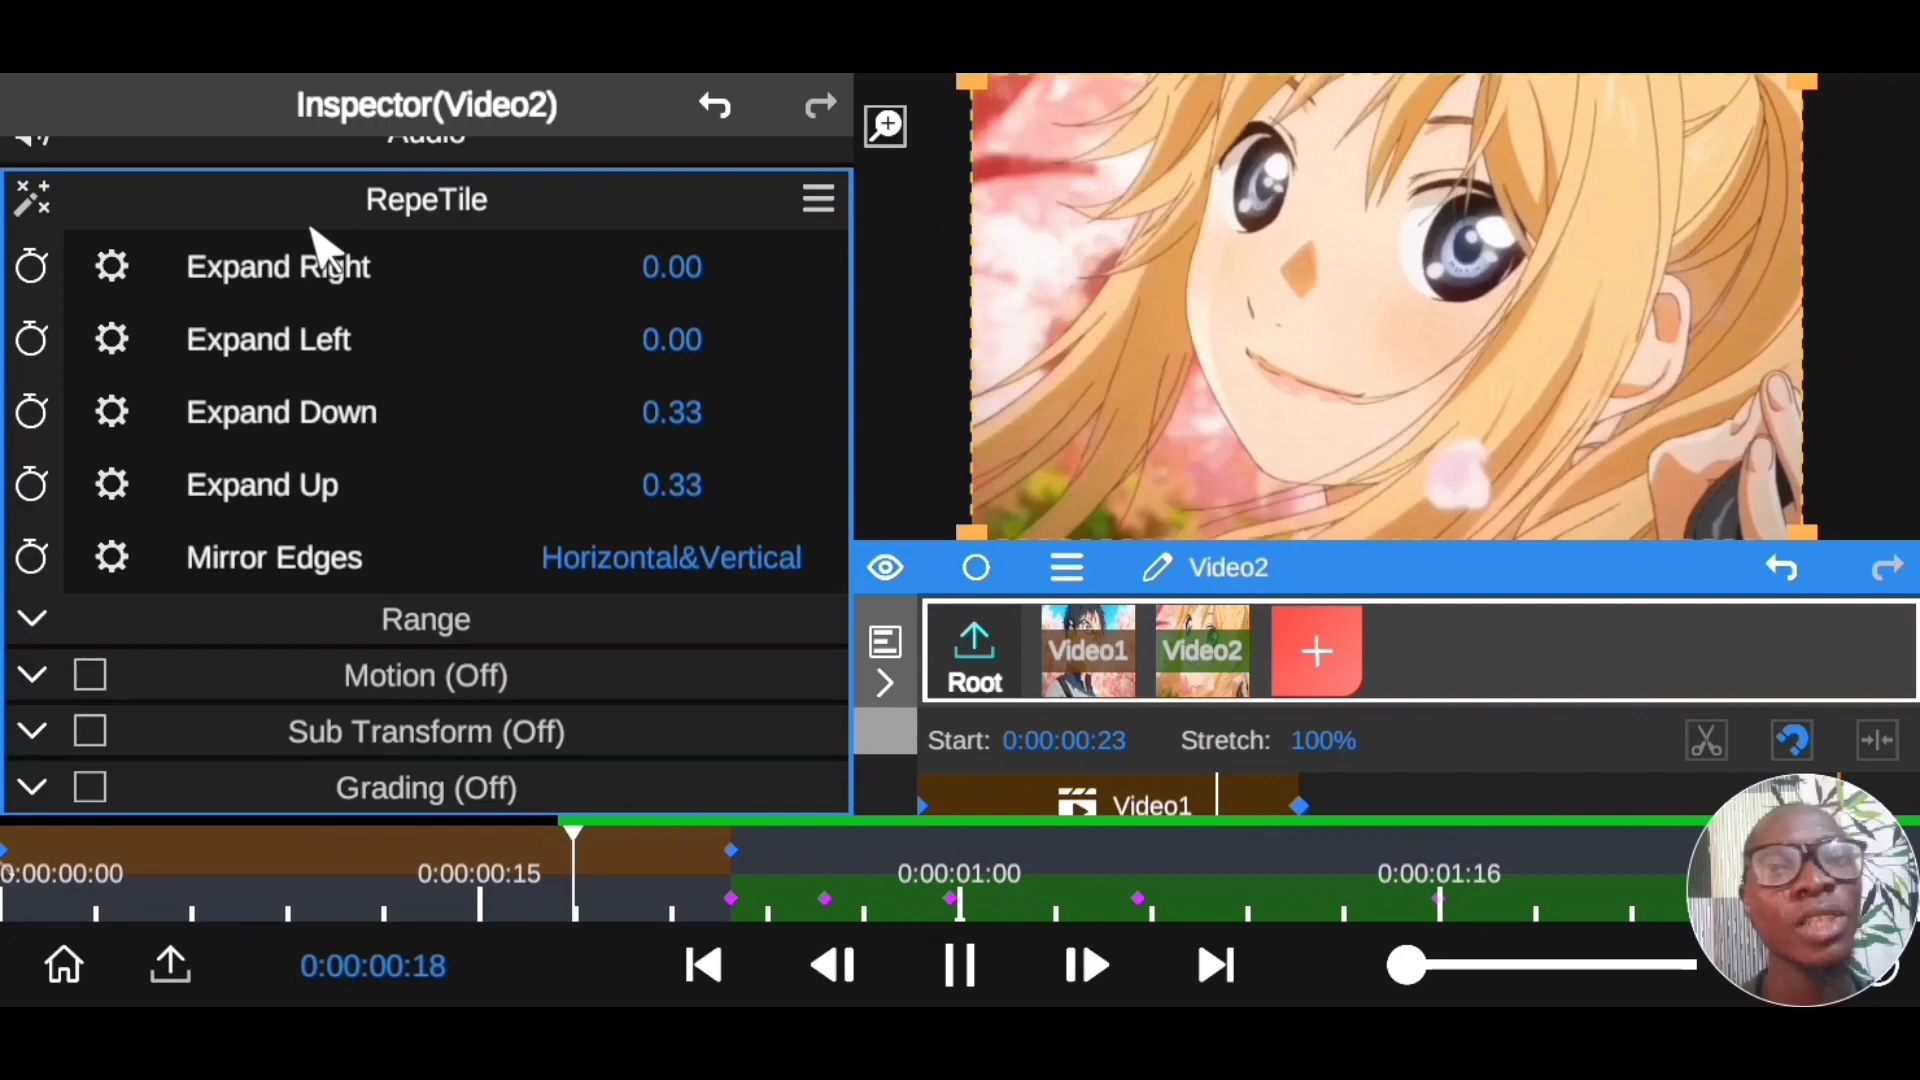 Inspector(Video2)
Audio
RepeTile
Expand Right 0.00
Expand Left 0.00
Expand Down 0.33
Expand Up 0.33
Mirror Edges Horizontal&Vertical
Range
Motion (Off)
Sub Transform (Off)
Grading (Off)
Video2
Root
Video1
Video2
Start: 0:00:00:23 Stretch: 100%
Video1
0:00:00:00 0:00:00:15 0:00:01:00 0:00:01:16
0:00:00:18